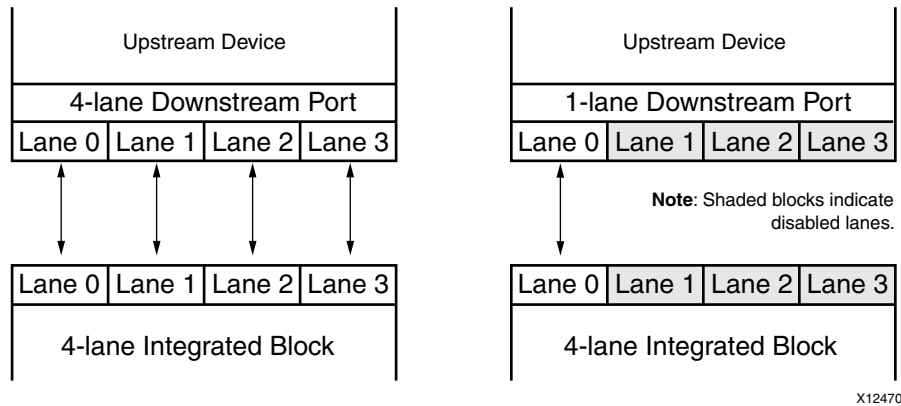 Upstream Device
4-lane Downstream Port
Lane 0 Lane 1 Lane 2 Lane 3
Lane 0 Lane 1 Lane 2 Lane 3
4-lane Integrated Block
Upstream Device
1-lane Downstream Port
Lane 0 Lane 1 Lane 2 Lane 3
Note: Shaded blocks indicate
disabled lanes.
Lane 0 Lane 1 Lane 2 Lane 3
4-lane Integrated Block
X12470